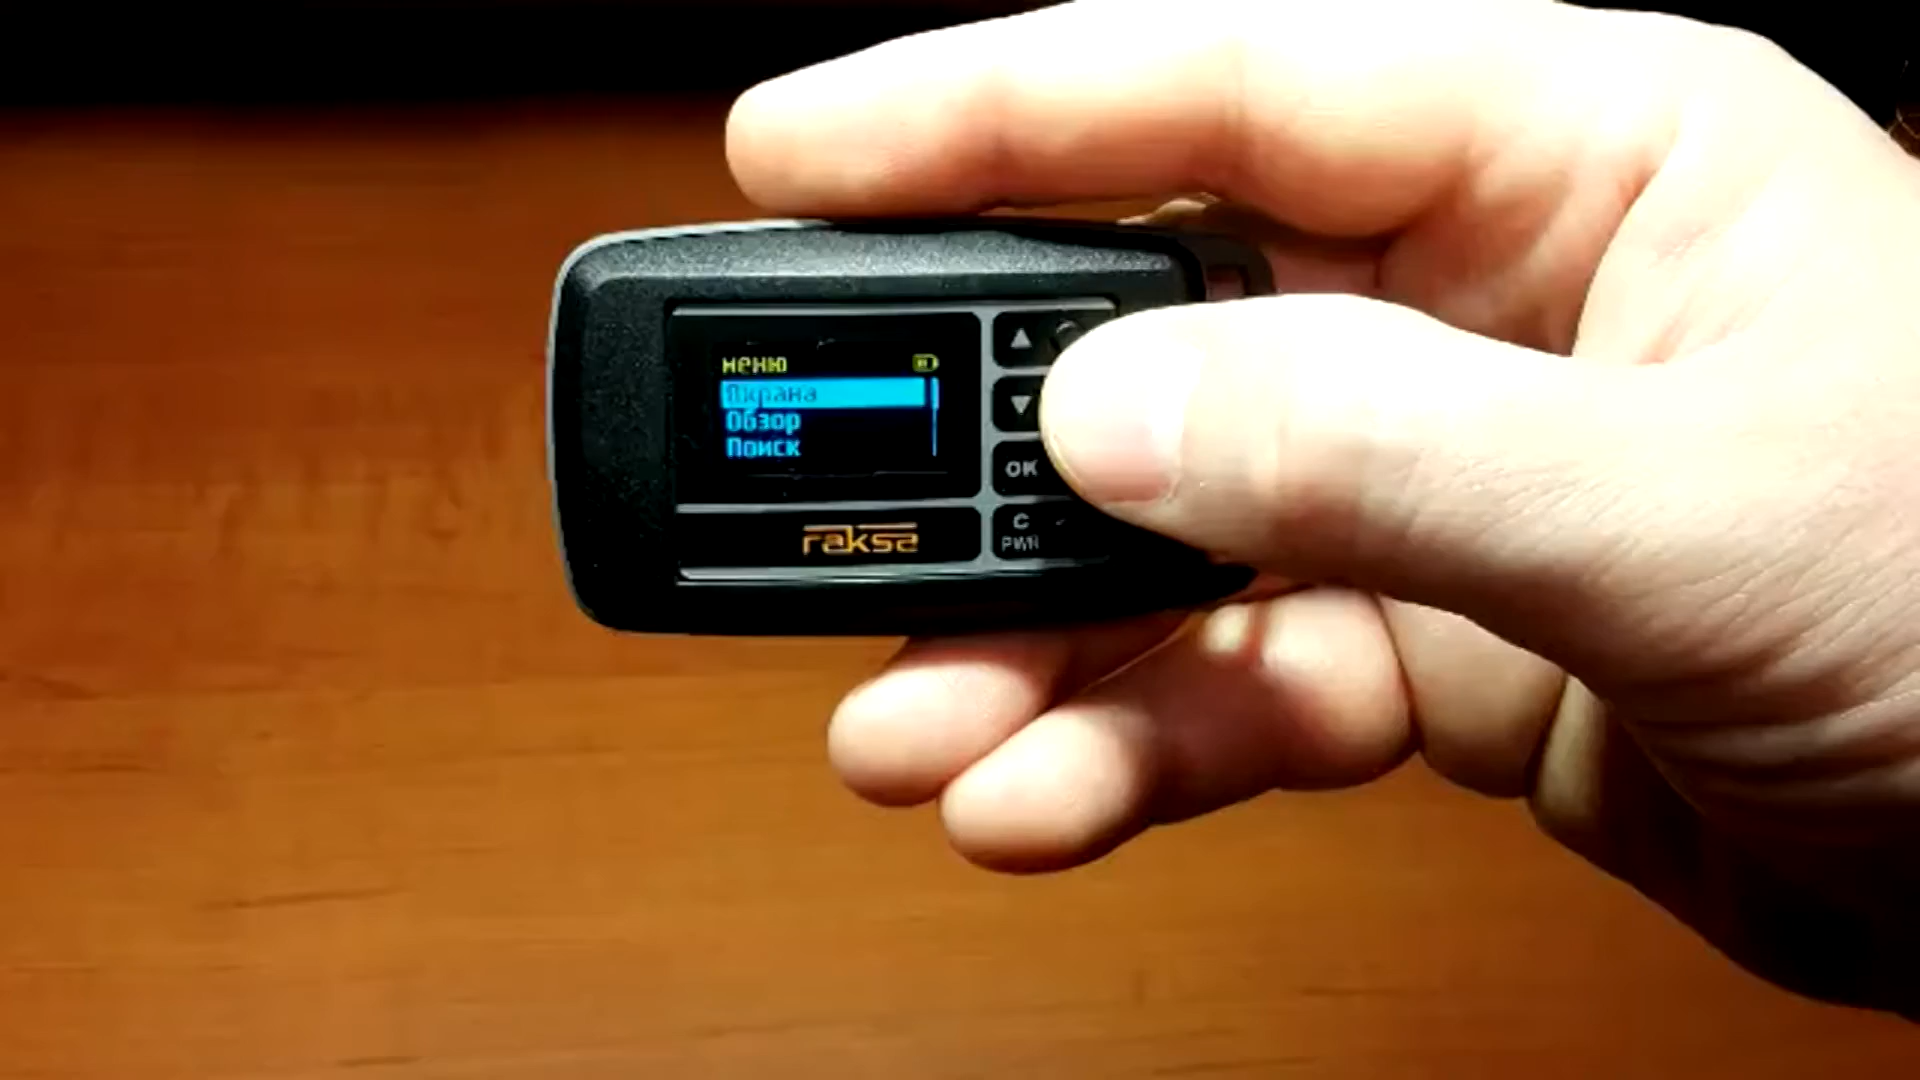 меню
Охрана
Обзор
Поиск
OK
raksa
C
PWR